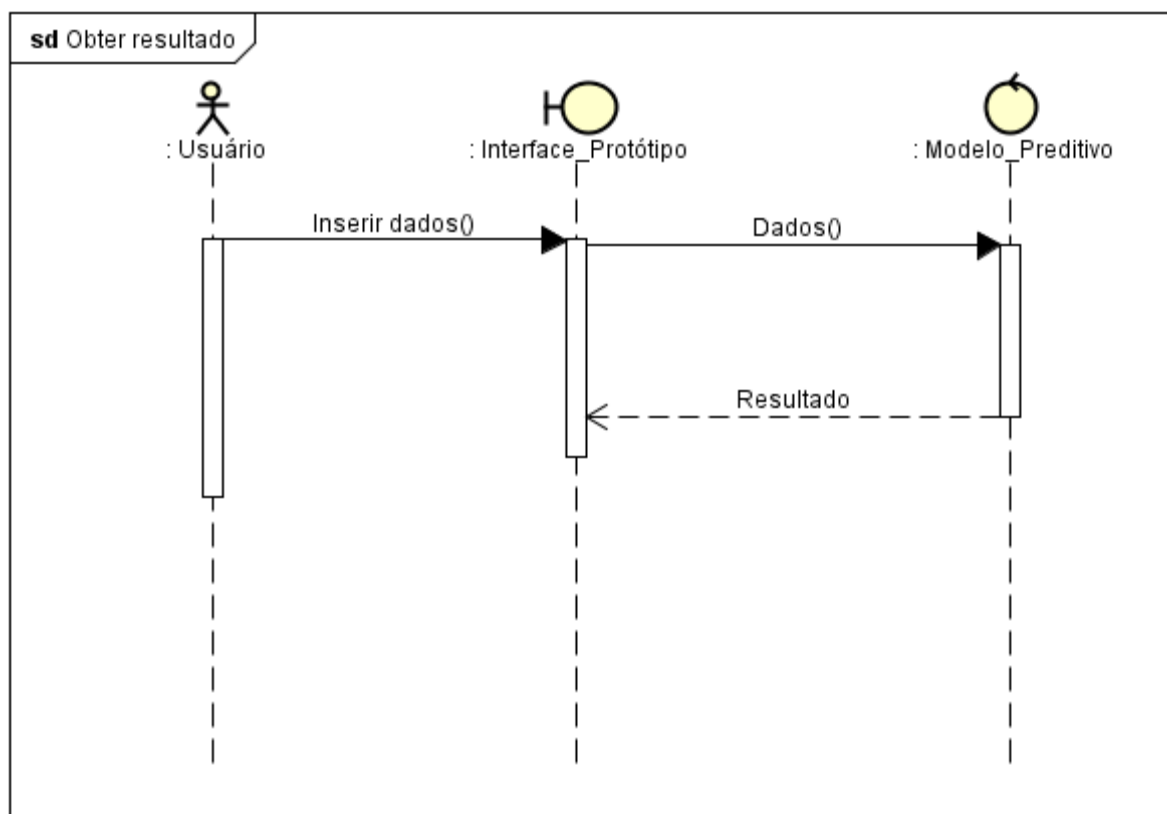 sd Obter resultado
: Usuário
: Interface_Protótipo
: Modelo_Preditivo
Inserir dados()
Dados()
Resultado